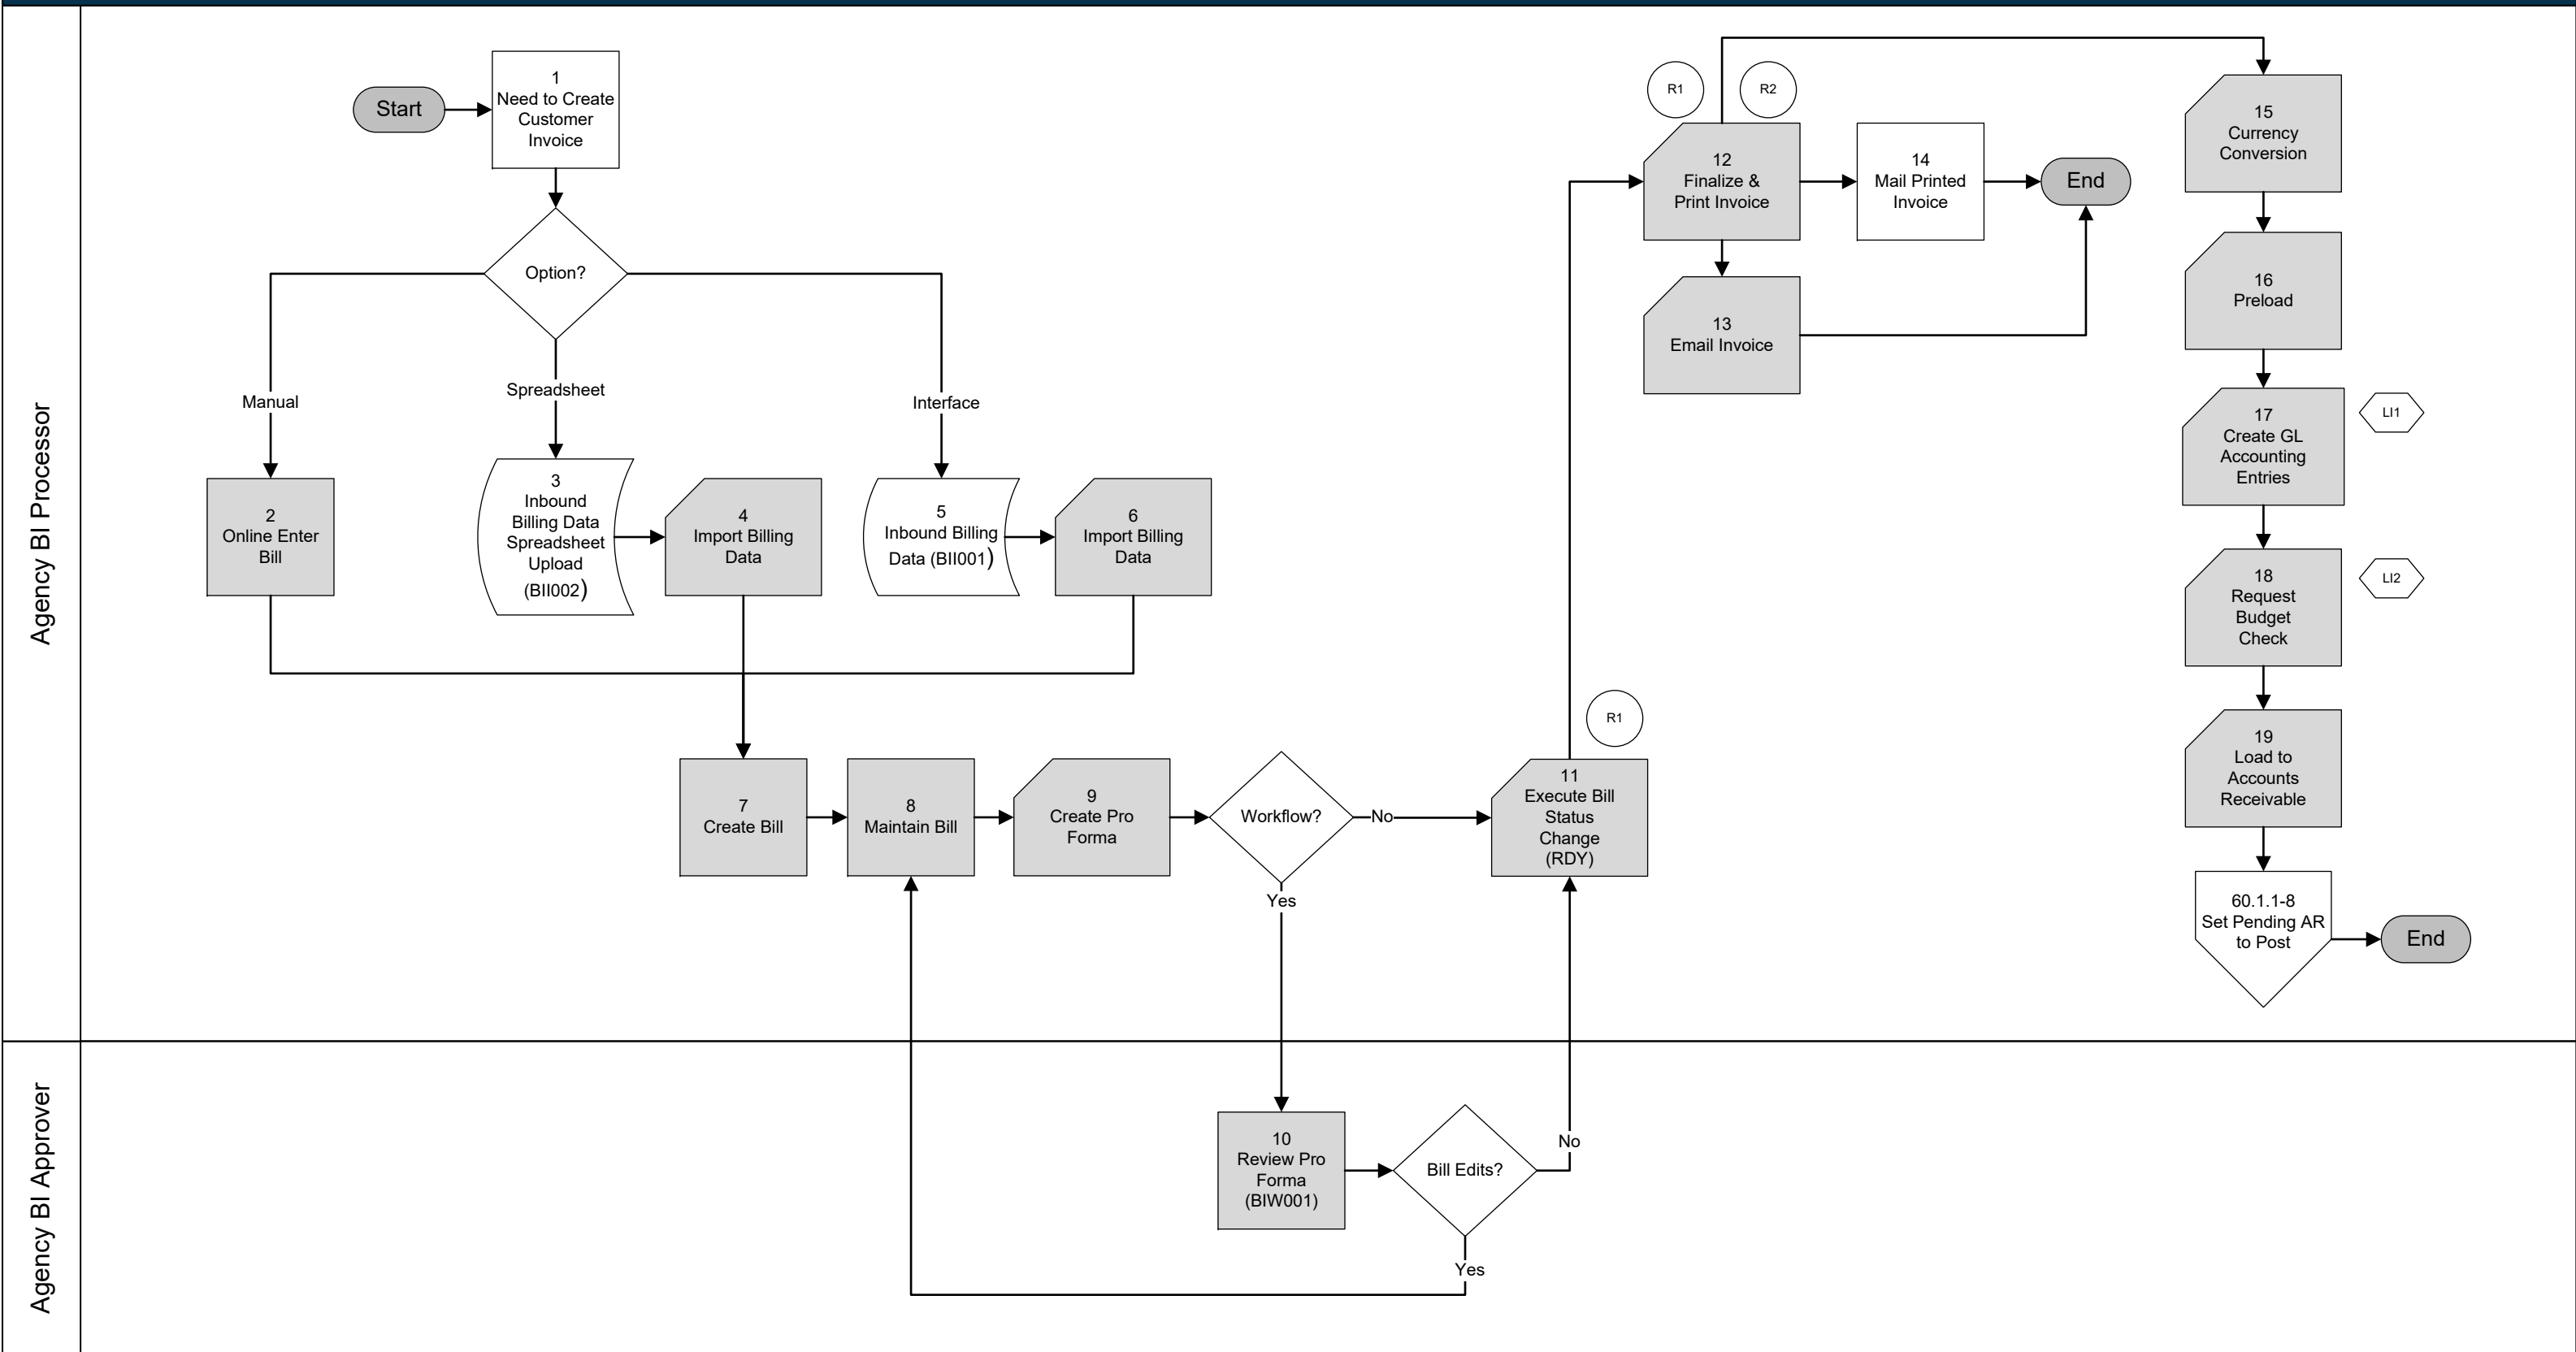 Agency BI Processor
Start
1
Need to Create
Customer
Invoice
Option?
Manual
Spreadsheet
Interface
2
Online Enter
Bill
3
Inbound
Billing Data
Spreadsheet
Upload
(BII002)
4
Import Billing
Data
5
Inbound Billing
Data (BII001)
6
Import Billing
Data
7
Create Bill
8
Maintain Bill
9
Create Pro
Forma
Workflow?
No
Yes
R1
11
Execute Bill
Status
Change
(RDY)
R1
R2
12
Finalize &
Print Invoice
14
Mail Printed
Invoice
End
13
Email Invoice
15
Currency
Conversion
16
Preload
17
Create GL
Accounting
Entries
LI1
18
Request
Budget
Check
LI2
19
Load to
Accounts
Receivable
60.1.1-8
Set Pending AR
to Post
End
Agency BI Approver
10
Review Pro
Forma
(BIW001)
Bill Edits?
No
Yes